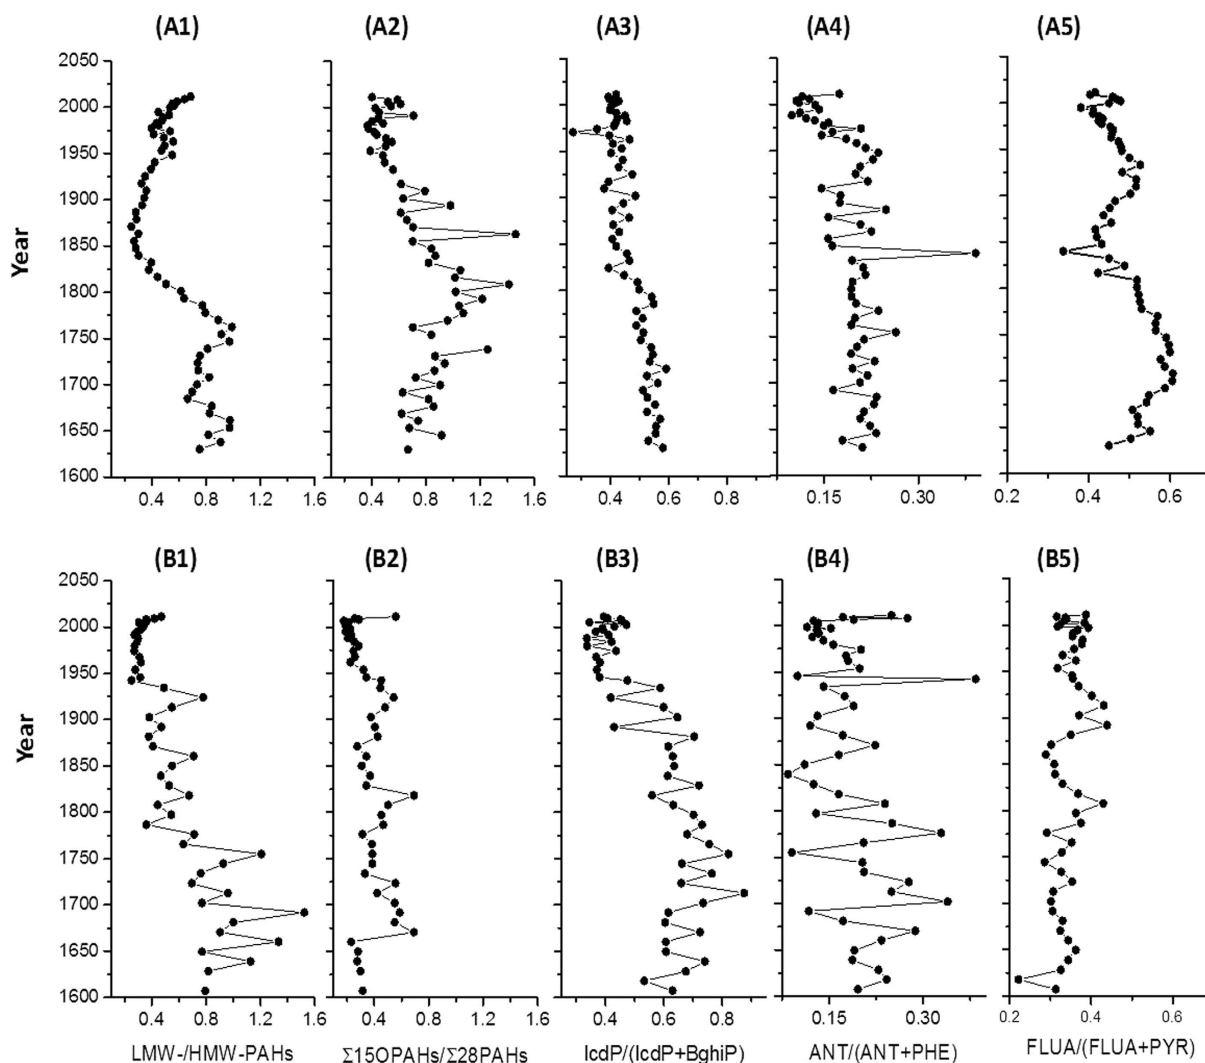 (A1) (A2) (A3) (A4) (A5)
2050
2000
1950
1900
1850
1800
1750
1700
1650
1600
Year
0.4 0.8 1.2 1.6 0.4 0.8 1.2 1.6 0.4 0.6 0.8 0.15 0.30 0.2 0.4 0.6
(B1) (B2) (B3) (B4) (B5)
2050
2000
1950
1900
1850
1800
1750
1700
1650
1600
Year
0.4 0.8 1.2 1.6 0.4 0.8 1.2 1.6 0.4 0.6 0.8 0.15 0.30 0.2 0.4 0.6
LMW-/HMW-PAHs Σ15OPAHs/Σ28PAHs IcdP/(IcdP+BghiP) ANT/(ANT+PHE) FLUA/(FLUA+PYR)